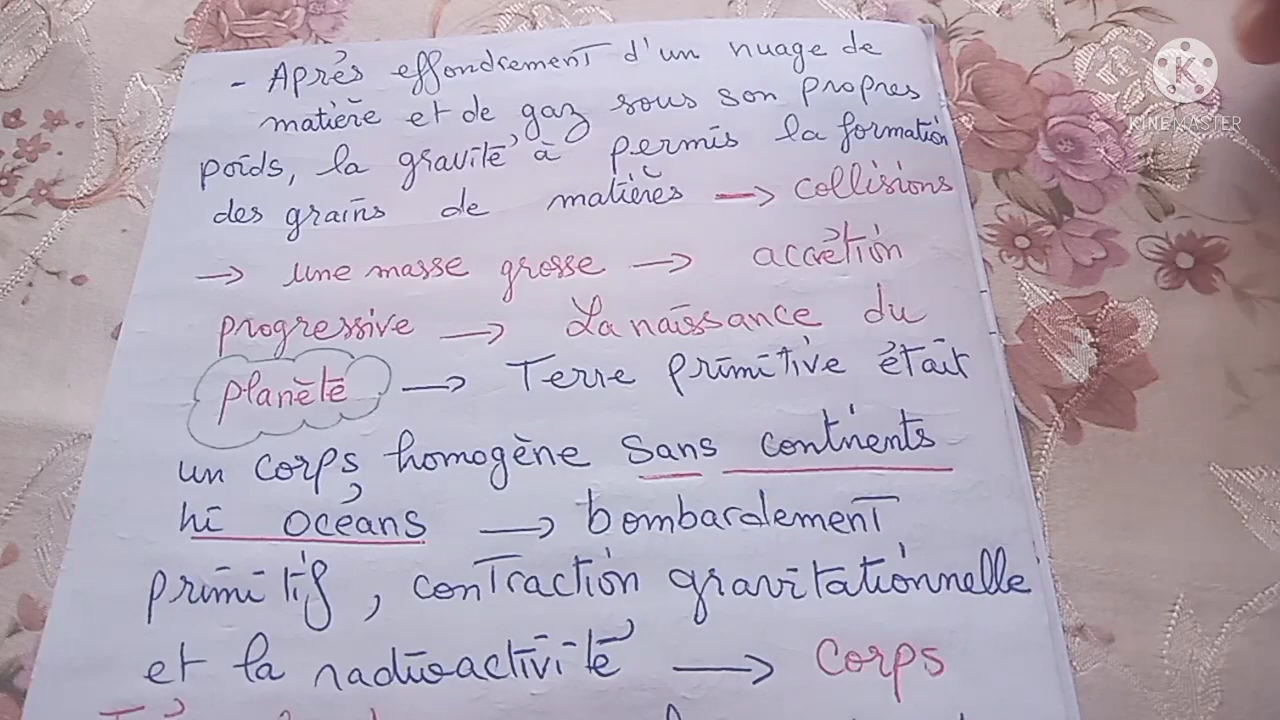 - Après effondrement d'un nuage de
matière et de gaz sous son propres
poids, la gravité à permis la formation
des grains de matières → collisions
→ une masse grosse → accrétion
progressive → La naissance du
planète → Terre primitive était
un corps homogène sans continents
ni océans → bombardement
primitif, contraction gravitationnelle
et la radioactivité → Corps
KINEMASTER